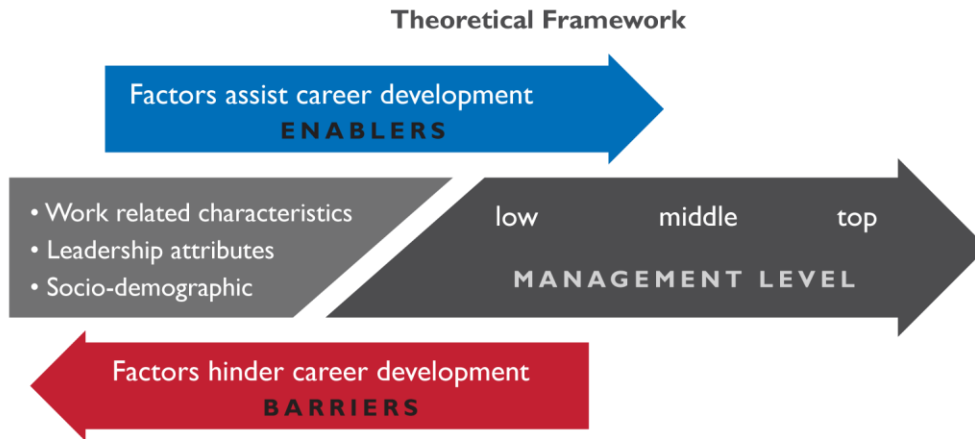 Theoretical Framework
Factors assist career development
ENABLERS
• Work related characteristics
• Leadership attributes
• Socio-demographic
low middle top
MANAGEMENT LEVEL
Factors hinder career development
BARRIERS